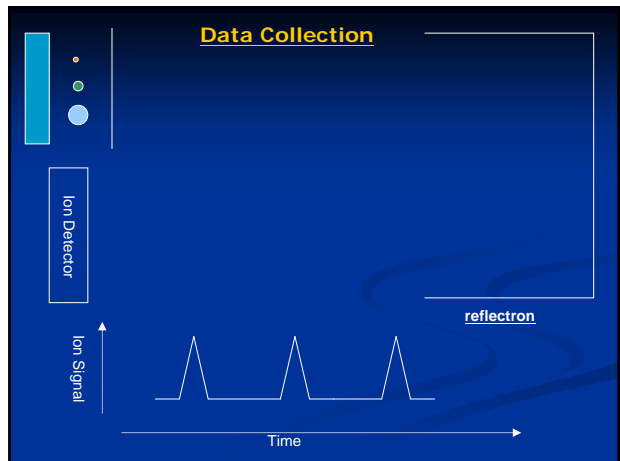 Data Collection
Ion Detector
reflectron
Ion Signal
Time